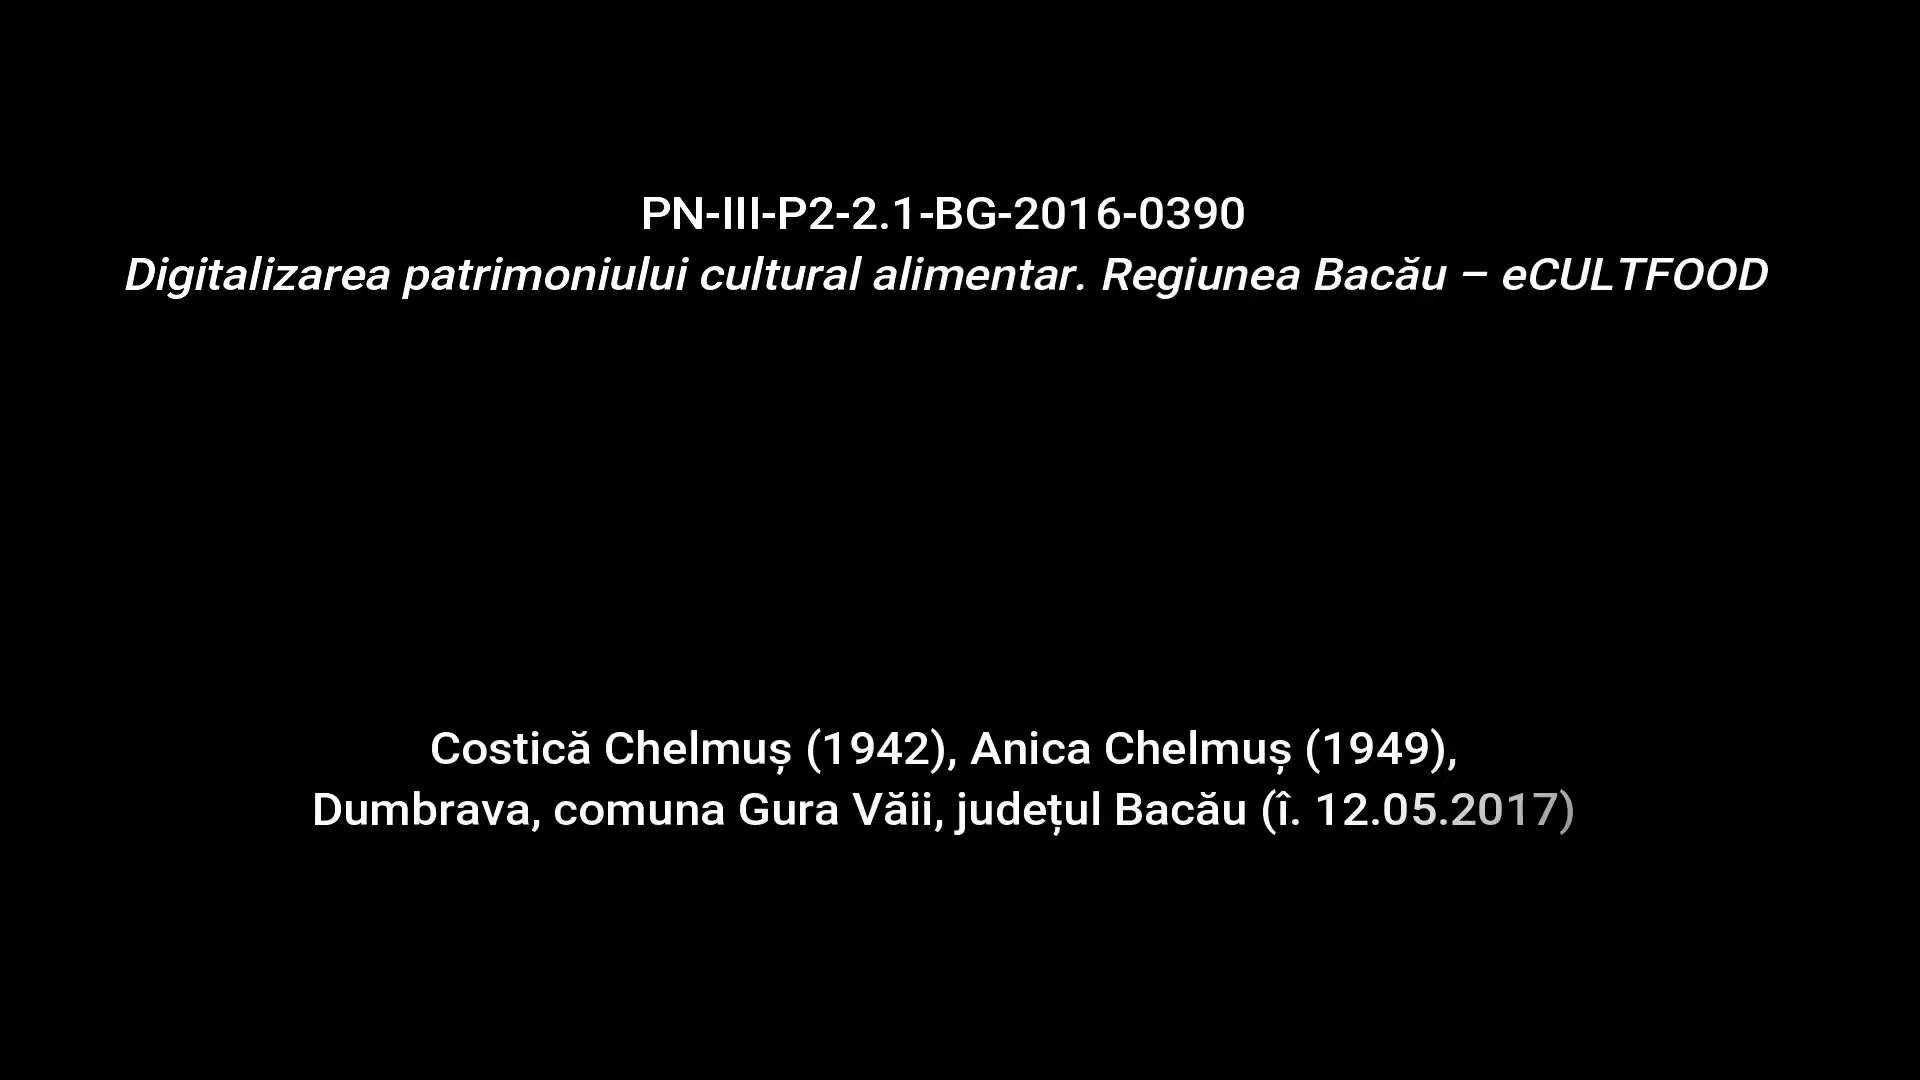 PN-III-P2-2.1-BG-2016-0390
Digitalizarea patrimoniului cultural alimentar. Regiunea Bacău – eCULTFOOD
Costică Chelmuș (1942), Anica Chelmuș (1949),
Dumbrava, comuna Gura Văii, județul Bacău (î. 12.05.2017)